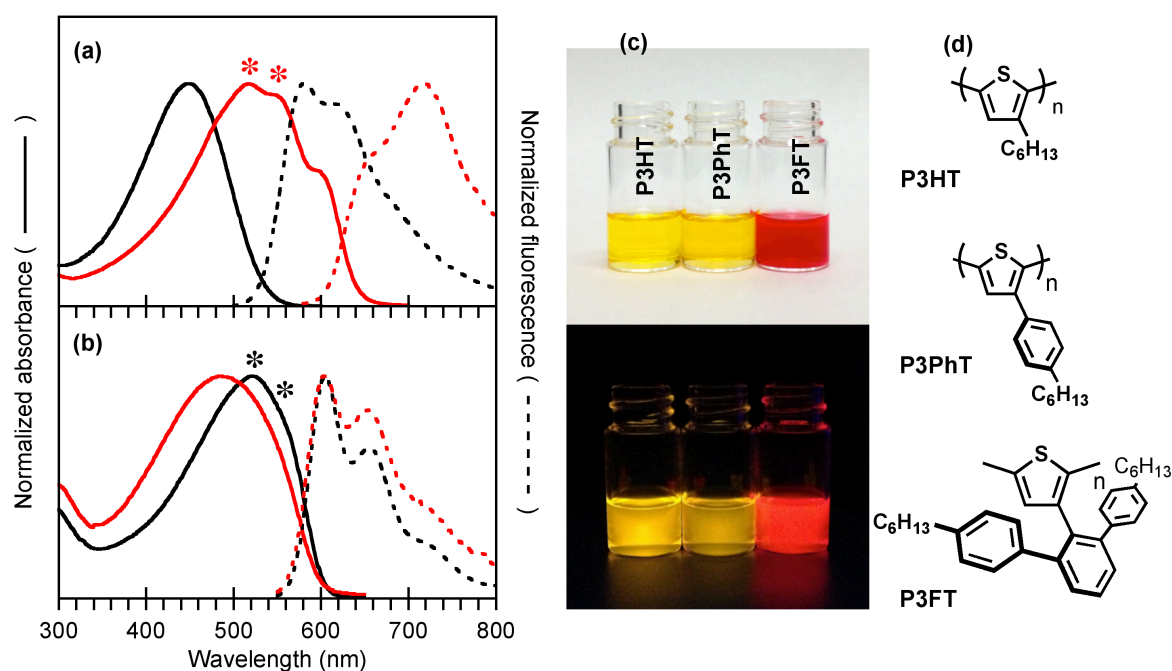 (a)
* *
(b)
* *
300 400 500 600 700 800
Wavelength (nm)
Normalized absorbance ( —— )
Normalized fluorescence ( ----- )
(c)
P3HT
P3PhT
P3FT
(d)
S
n
C6H13
P3HT
S
n
C6H13
P3PhT
S
n
C6H13
C6H13
P3FT